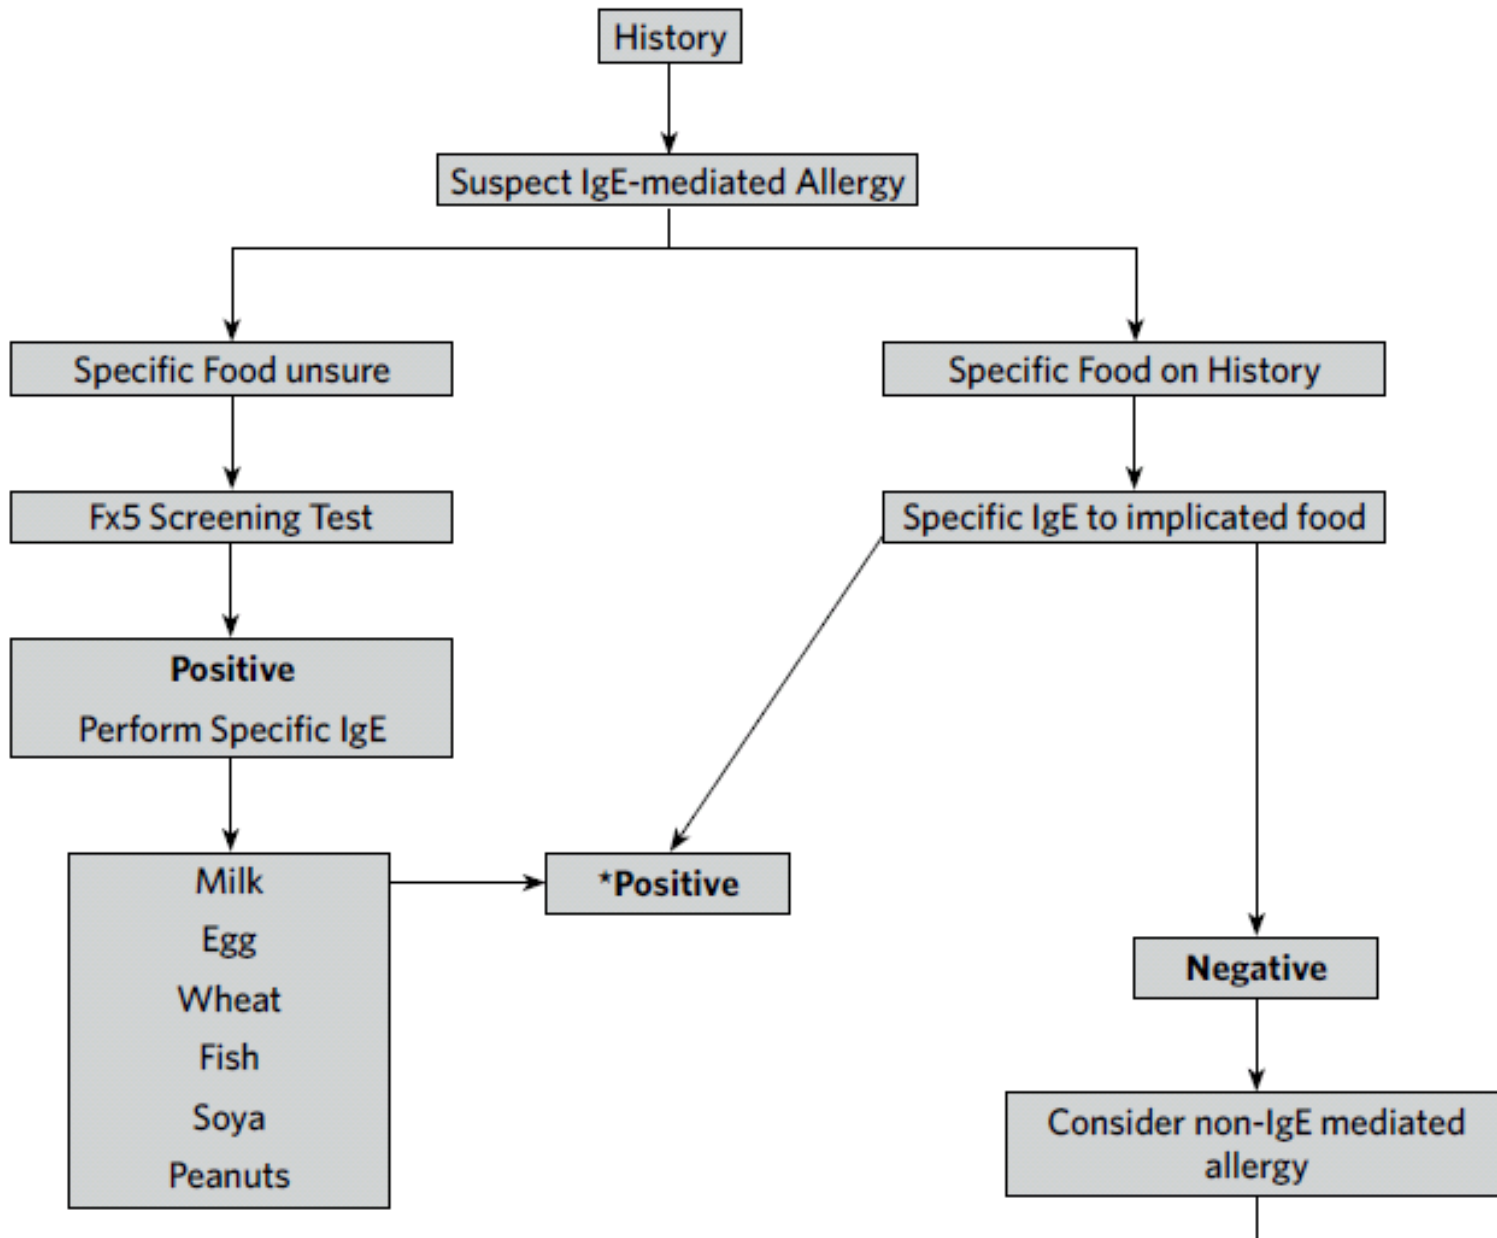 History
Suspect IgE-mediated Allergy
Specific Food unsure
Specific Food on History
Fx5 Screening Test
Specific IgE to implicated food
Positive
Perform Specific IgE
Milk
Egg
Wheat
Fish
Soya
Peanuts
*Positive
Negative
Consider non-IgE mediated
allergy